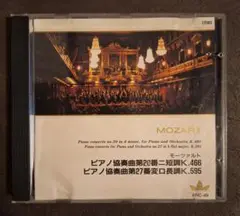 MOZART
Piano concerto no.20 in d minor, for Piano and Orchestra, K. 466
Piano concerto for Piano and Orchestra no.27 in b flat major, K.595
モーツァルト
ピアノ協奏曲第20番ニ短調K.466
ピアノ協奏曲第27番変ロ長調K.595